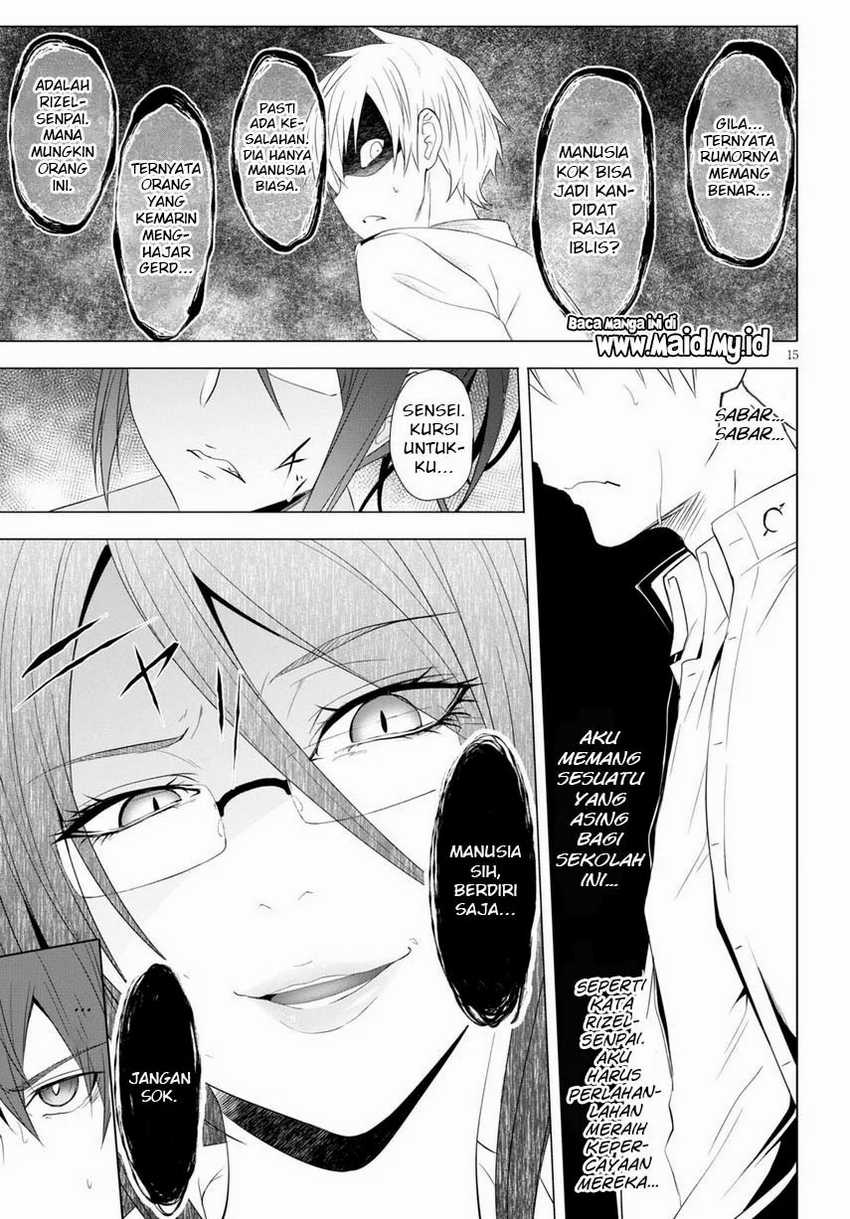 GILA...
TERNYATA
RUMORNYA
MEMANG
BENAR...
MANUSIA
KOK BISA
JADI KAN-
DIDAT
RAJA
IBLIS?
PASTI
ADA KE-
SALAHAN.
DIA HANYA
MANUSIA
BIASA.
TERNYATA
ORANG
YANG
KEMARIN
MENG-
HAJAR
GERD...
ADALAH
RIZEL-
SENPAI.
MANA
MUNGKIN
ORANG
INI.
Baca Manga ini di
www.Maid.My.id
15
SABAR...
SABAR...
AKU
MEMANG
SESUATU
YANG
ASING
BAGI
SEKOLAH
INI...
SEPERTI
KATA
RIZEL-
SENPAI.
AKU
HARUS
PERLAHAN-
LAHAN
MERAIH
KEPER-
CAYAAN
MEREKA...
SENSEI.
KURSI
UNTUK-
KU...
MANUSIA
SIH,
BERDIRI
SAJA...
JANGAN
SOK.
...